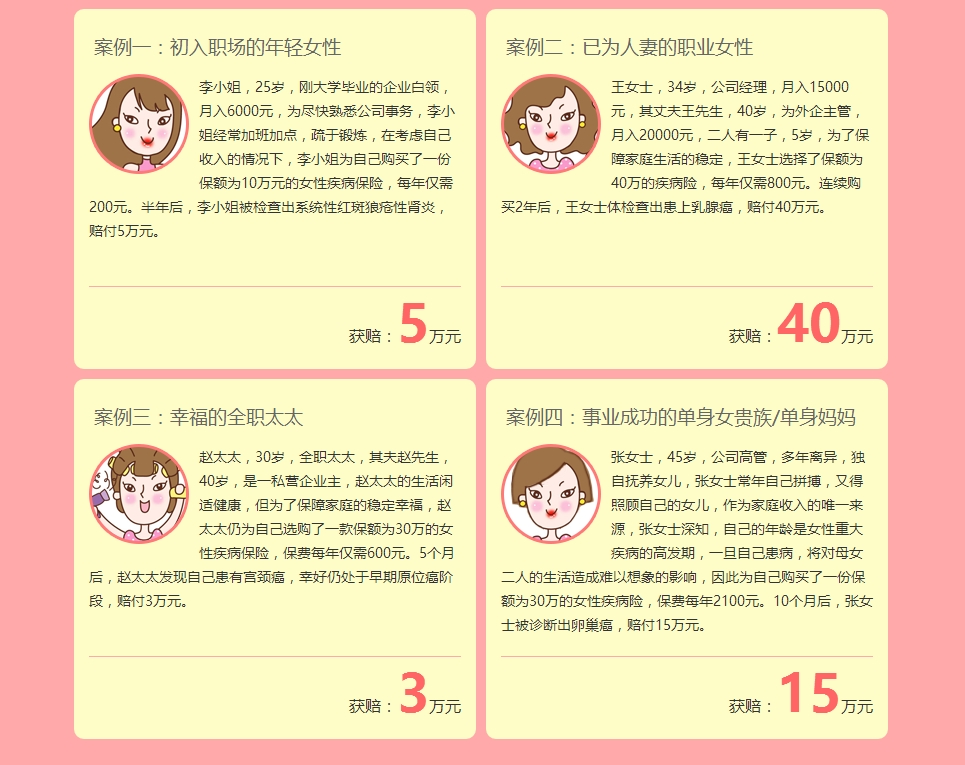 案例一：初入职场的年轻女性
李小姐，25岁，刚大学毕业的企业白领，
月入6000元，为尽快熟悉公司事务，李小
姐经常加班加点，疏于锻炼，在考虑自己
收入的情况下，李小姐为自己购买了一份
保额为10万元的女性疾病保险，每年仅需
200元。半年后，李小姐被检查出系统性红斑狼疮性肾炎，
赔付5万元。
获赔：5万元
案例二：已为人妻的职业女性
王女士，34岁，公司经理，月入15000
元，其丈夫王先生，40岁，为外企主管，
月入20000元，二人有一子，5岁，为了保
障家庭生活的稳定，王女士选择了保额为
40万的疾病险，每年仅需800元。连续购
买2年后，王女士体检查出患上乳腺癌，赔付40万元。
获赔：40万元
案例三：幸福的全职太太
赵太太，30岁，全职太太，其夫赵先生，
40岁，是一私营企业主，赵太太的生活闲
适健康，但为了保障家庭的稳定幸福，赵
太太仍为自己选购了一款保额为30万的女
性疾病保险，保费每年仅需600元。5个月
后，赵太太发现自己患有宫颈癌，幸好仍处于早期原位癌阶
段，赔付3万元。
获赔：3万元
案例四：事业成功的单身女贵族/单身妈妈
张女士，45岁，公司高管，多年离异，独
自抚养女儿，张女士常年自己拼搏，又得
照顾自己的女儿，作为家庭收入的唯一来
源，张女士深知，自己的年龄是女性重大
疾病的高发期，一旦自己患病，将对母女
二人的生活造成难以想象的影响，因此为自己购买了一份保
额为30万的女性疾病险，保费每年2100元。10个月后，张女
士被诊断出卵巢癌，赔付15万元。
获赔：15万元